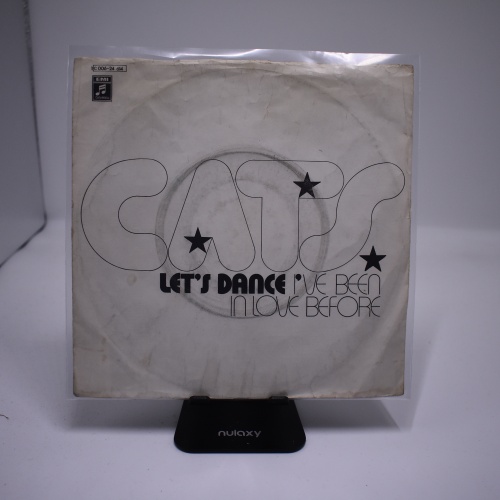 CATS
LET'S DANCE I'VE BEEN
IN LOVE BEFORE
nulaxy